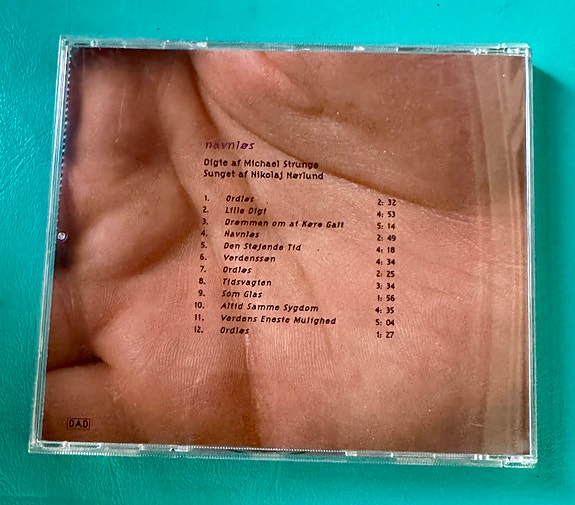 navnløs
Digte af Michael Strunge
Sunget af Nikolaj Nørlund
1. Ordløs 2: 32
2. Lille Digt 4: 53
3. Drømmen om at Køre Galt 5: 14
4. Navnløs 2: 49
5. Den Støjende Tid 4: 18
6. Verdenssøn 4: 34
7. Ordløs 2: 25
8. Tidsvagten 3: 34
9. Som Glas 1: 56
10. Altid Samme Sygdom 4: 35
11. Verdens Eneste Mulighed 5: 04
12. Ordløs 1: 27
DAD